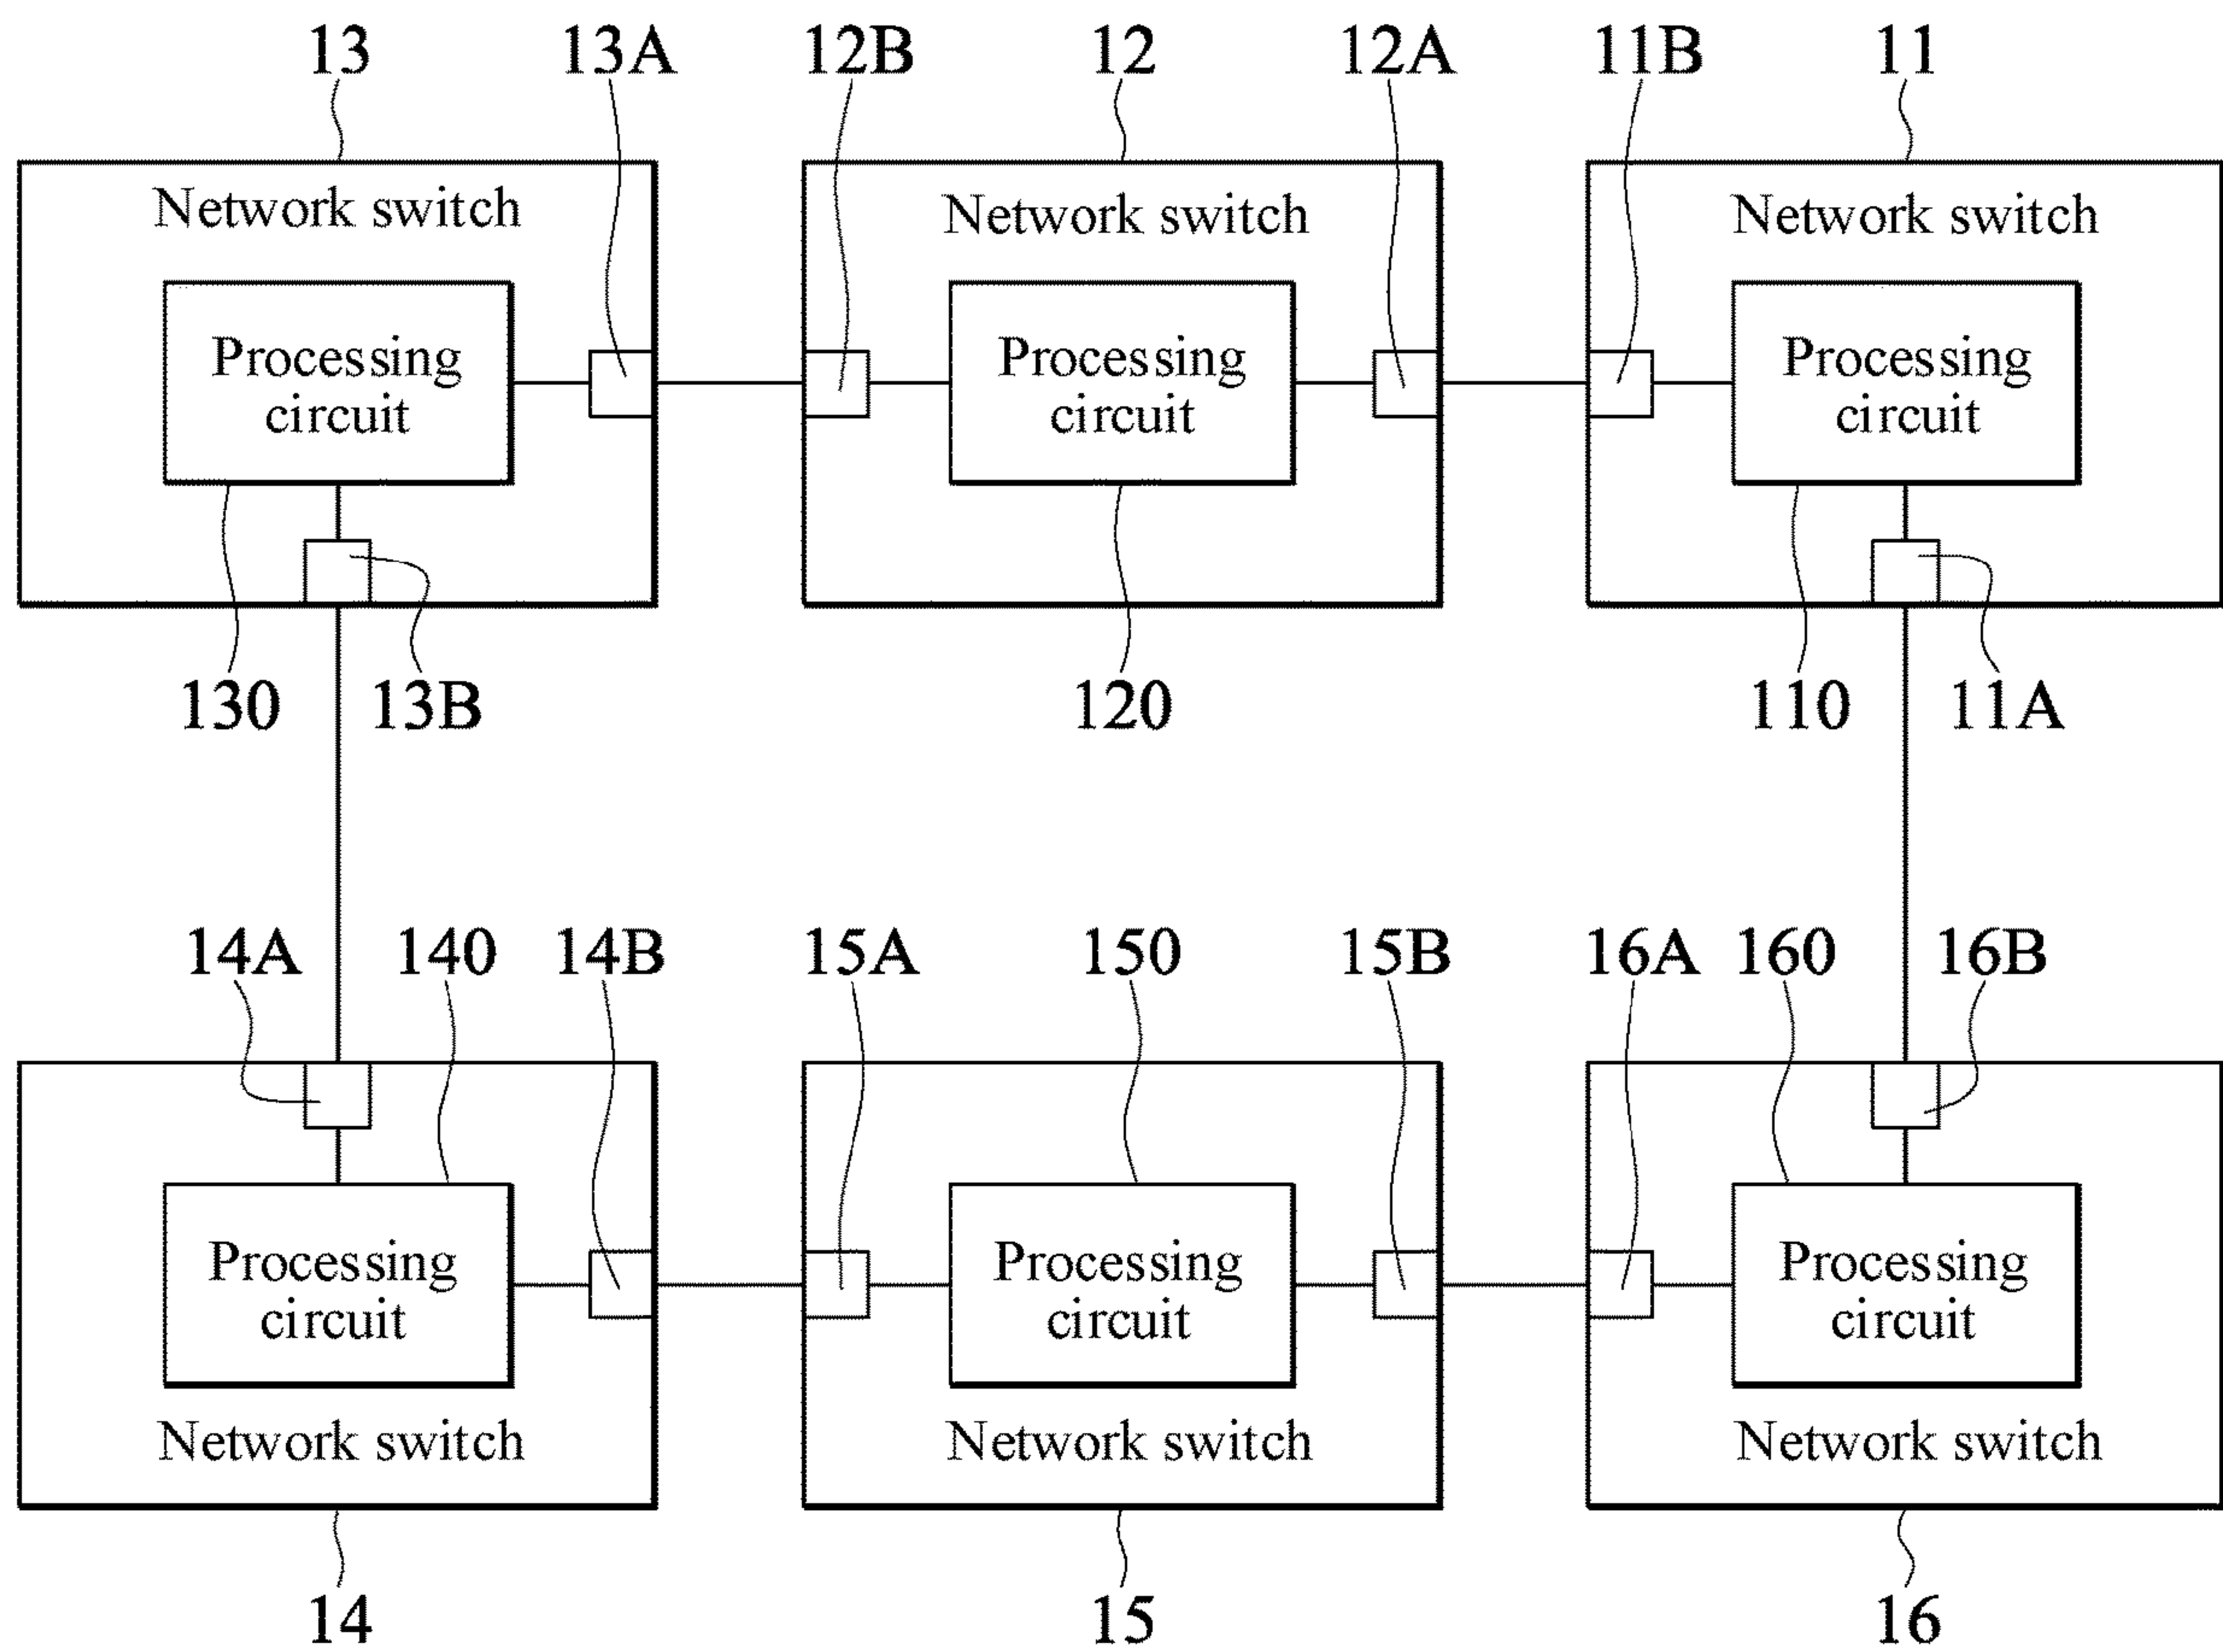 13 13A 12B 12 12A 11B 11
Network switch Network switch Network switch
Processing Processing Processing
circuit circuit circuit
130 13B 120 110 11A
14A 140 14B 15A 150 15B 16A 160 16B
Processing Processing Processing
circuit circuit circuit
Network switch Network switch Network switch
14 15 16